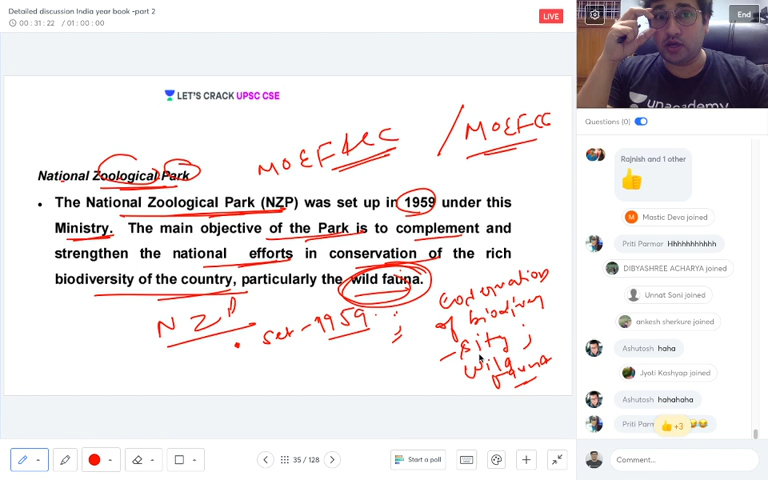 Detailed discussion India year book -part 2
00 : 31 : 22 / 01 : 00 : 00
LIVE
End
LET'S CRACK UPSC CSE
MOEF&CC / MOEFCC
National Zoological Park
• The National Zoological Park (NZP) was set up in 1959 under this
Ministry. The main objective of the Park is to complement and
strengthen the national efforts in conservation of the rich
biodiversity of the country, particularly the wild fauna.
NZP
• set - 1959
Conservation
of biodiver
- sity ;
Wild
fauna
35 / 128
Start a poll
unacademy
Questions (0)
Rajnish and 1 other
M Mastic Devo joined
Priti Parmar Hhhhhhhhhhh
DIBYASHREE ACHARYA joined
Unnat Soni joined
ankesh sherkure joined
Ashutosh haha
Jyoti Kashyap joined
Ashutosh hahahaha
Priti Parm
+3
Comment...